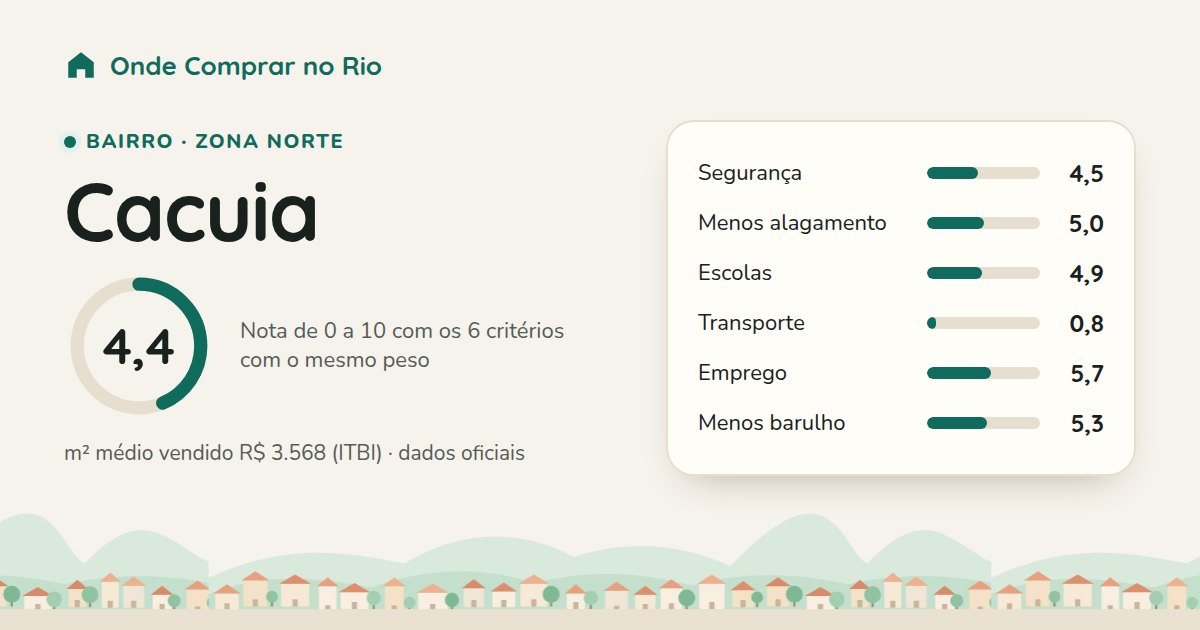 Onde Comprar no Rio
BAIRRO · ZONA NORTE
Cacuia
4,4
Nota de 0 a 10 com os 6 critérios
com o mesmo peso
m² médio vendido R$ 3.568 (ITBI) · dados oficiais
Segurança 4,5
Menos alagamento 5,0
Escolas 4,9
Transporte 0,8
Emprego 5,7
Menos barulho 5,3